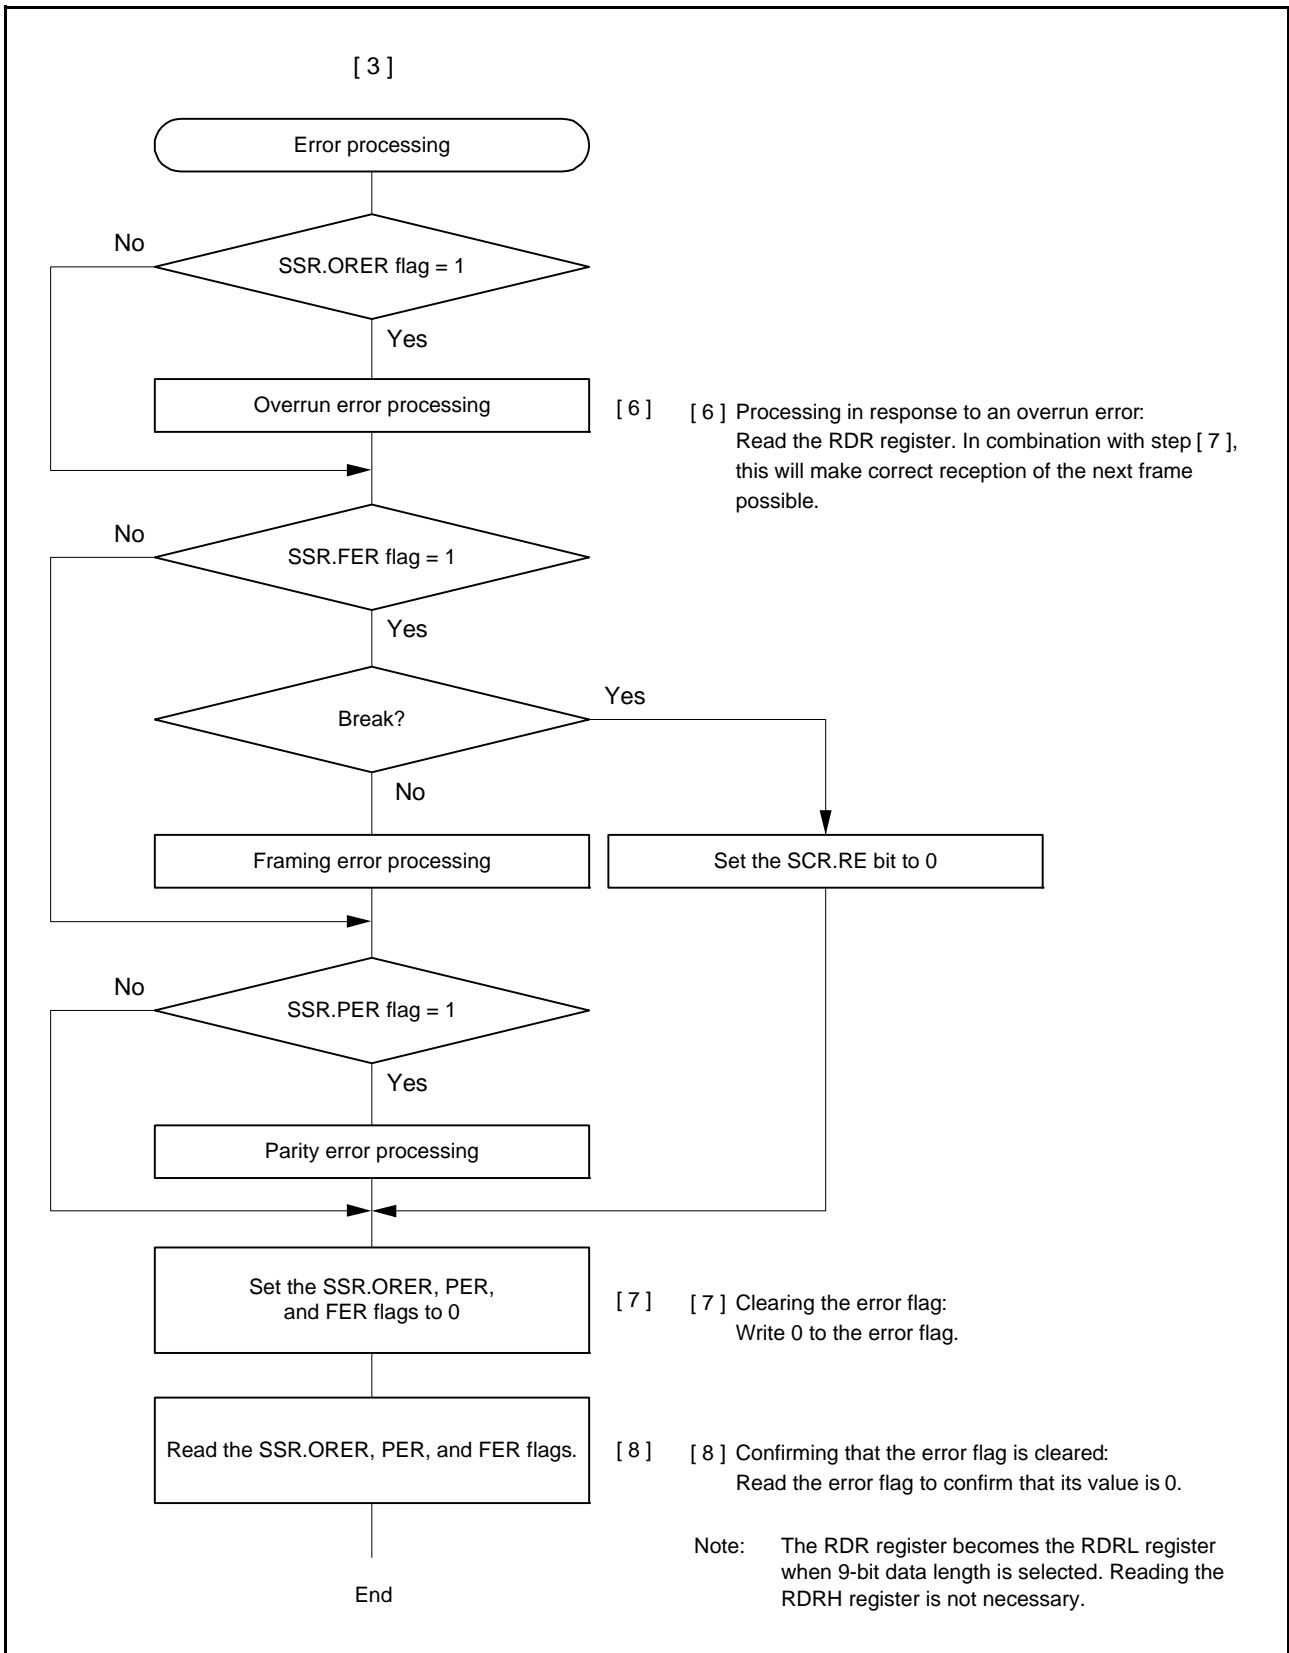 [ 3 ]
Error processing
No
SSR.ORER flag = 1
Yes
Overrun error processing
[ 6 ]
[ 6 ] Processing in response to an overrun error:
Read the RDR register. In combination with step [ 7 ],
this will make correct reception of the next frame
possible.
No
SSR.FER flag = 1
Yes
Break?
Yes
No
Framing error processing
Set the SCR.RE bit to 0
No
SSR.PER flag = 1
Yes
Parity error processing
Set the SSR.ORER, PER,
and FER flags to 0
[ 7 ]
[ 7 ] Clearing the error flag:
Write 0 to the error flag.
Read the SSR.ORER, PER, and FER flags.
[ 8 ]
[ 8 ] Confirming that the error flag is cleared:
Read the error flag to confirm that its value is 0.
Note: The RDR register becomes the RDRL register
when 9-bit data length is selected. Reading the
RDRH register is not necessary.
End